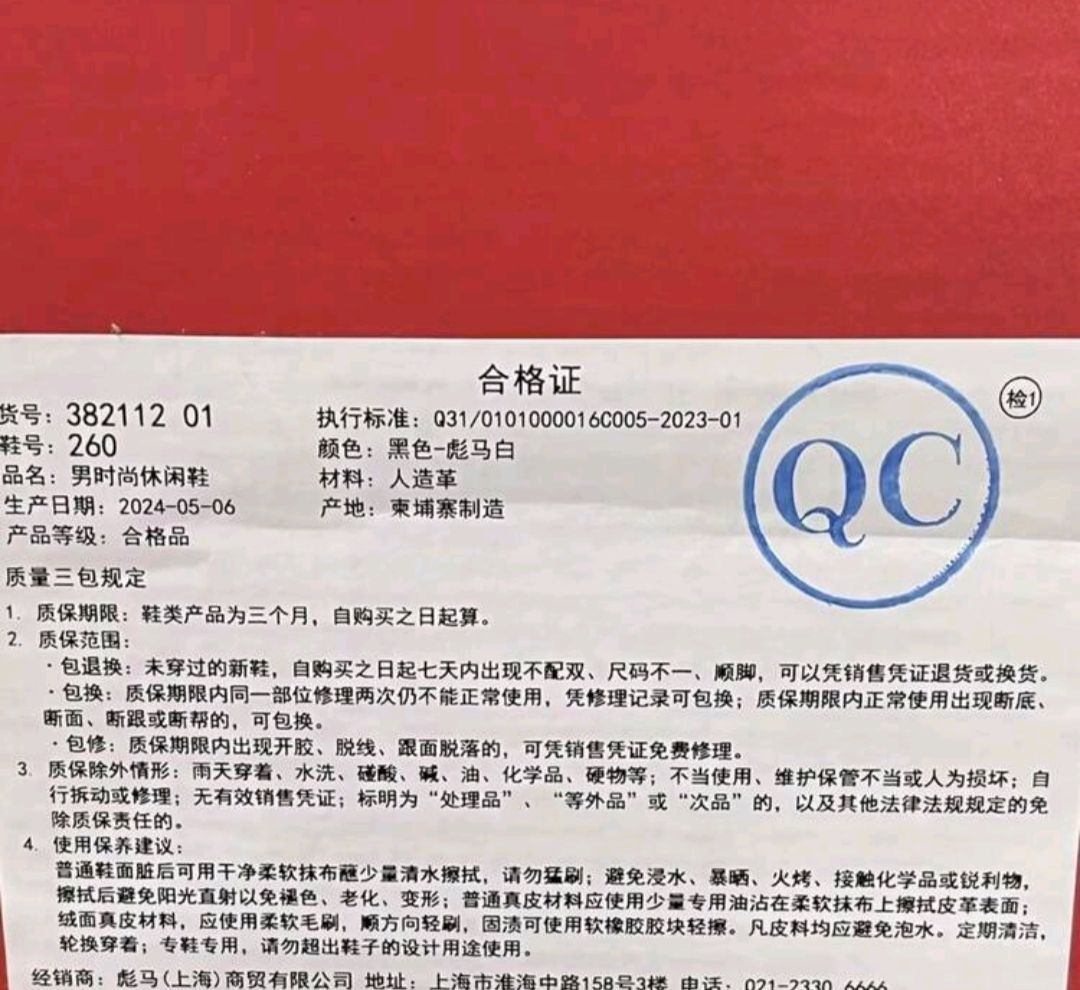 合格证
检1
货号：382112 01 执行标准：Q31/0101000016C005-2023-01
鞋号：260 颜色：黑色-彪马白
品名：男时尚休闲鞋 材料：人造革
生产日期：2024-05-06 产地：柬埔寨制造
产品等级：合格品
QC
质量三包规定
1. 质保期限：鞋类产品为三个月，自购买之日起算。
2. 质保范围：
·包退换：未穿过的新鞋，自购买之日起七天内出现不配双、尺码不一、顺脚，可以凭销售凭证退货或换货。
·包换：质保期限内同一部位修理两次仍不能正常使用，凭修理记录可包换；质保期限内正常使用出现断底、
断面、断跟或断帮的，可包换。
·包修：质保期限内出现开胶、脱线、跟面脱落的，可凭销售凭证免费修理。
3. 质保除外情形：雨天穿着、水洗、碰酸、碱、油、化学品、硬物等；不当使用、维护保管不当或人为损坏；自
行拆动或修理；无有效销售凭证；标明为“处理品”、“等外品”或“次品”的，以及其他法律法规规定的免
除质保责任的。
4. 使用保养建议：
普通鞋面脏后可用干净柔软抹布蘸少量清水擦拭，请勿猛刷；避免浸水、暴晒、火烤、接触化学品或锐利物，
擦拭后避免阳光直射以免褪色、老化、变形；普通真皮材料应使用少量专用油沾在柔软抹布上擦拭皮革表面；
绒面真皮材料，应使用柔软毛刷，顺方向轻刷，固渍可使用软橡胶胶块轻擦。凡皮料均应避免泡水。定期清洁，
轮换穿着；专鞋专用，请勿超出鞋子的设计用途使用。
经销商：彪马(上海)商贸有限公司 地址：上海市淮海中路158号3楼 电话：021-2330 6666